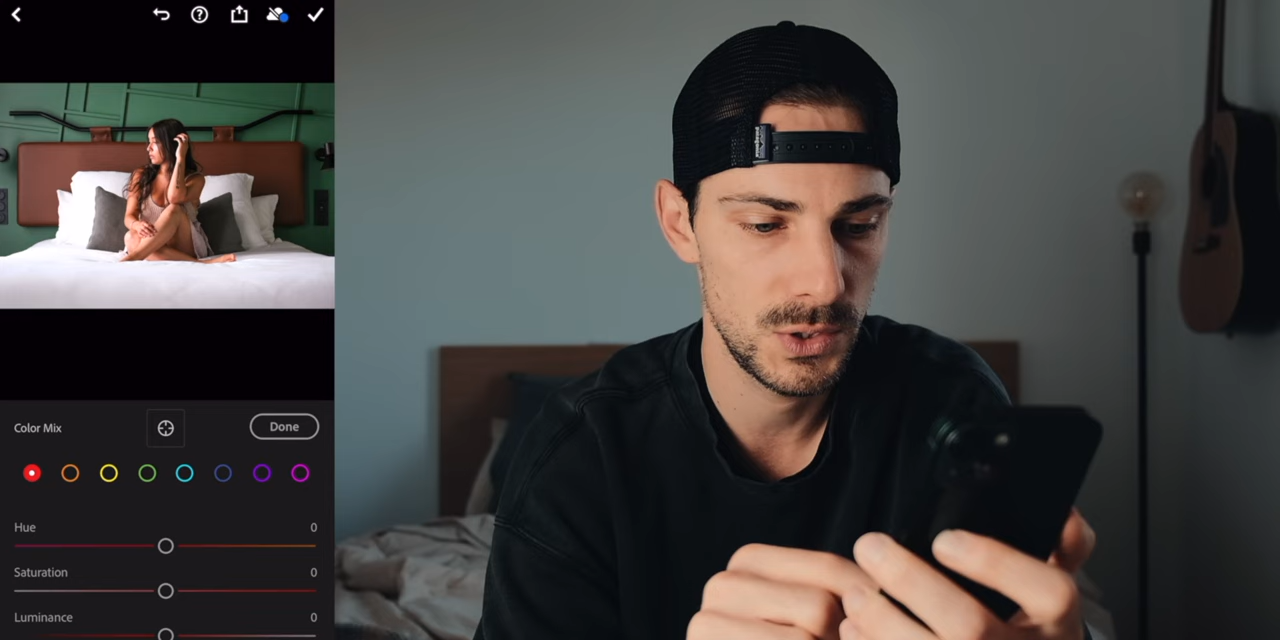 Color Mix
Done
Hue 0
Saturation 0
Luminance 0